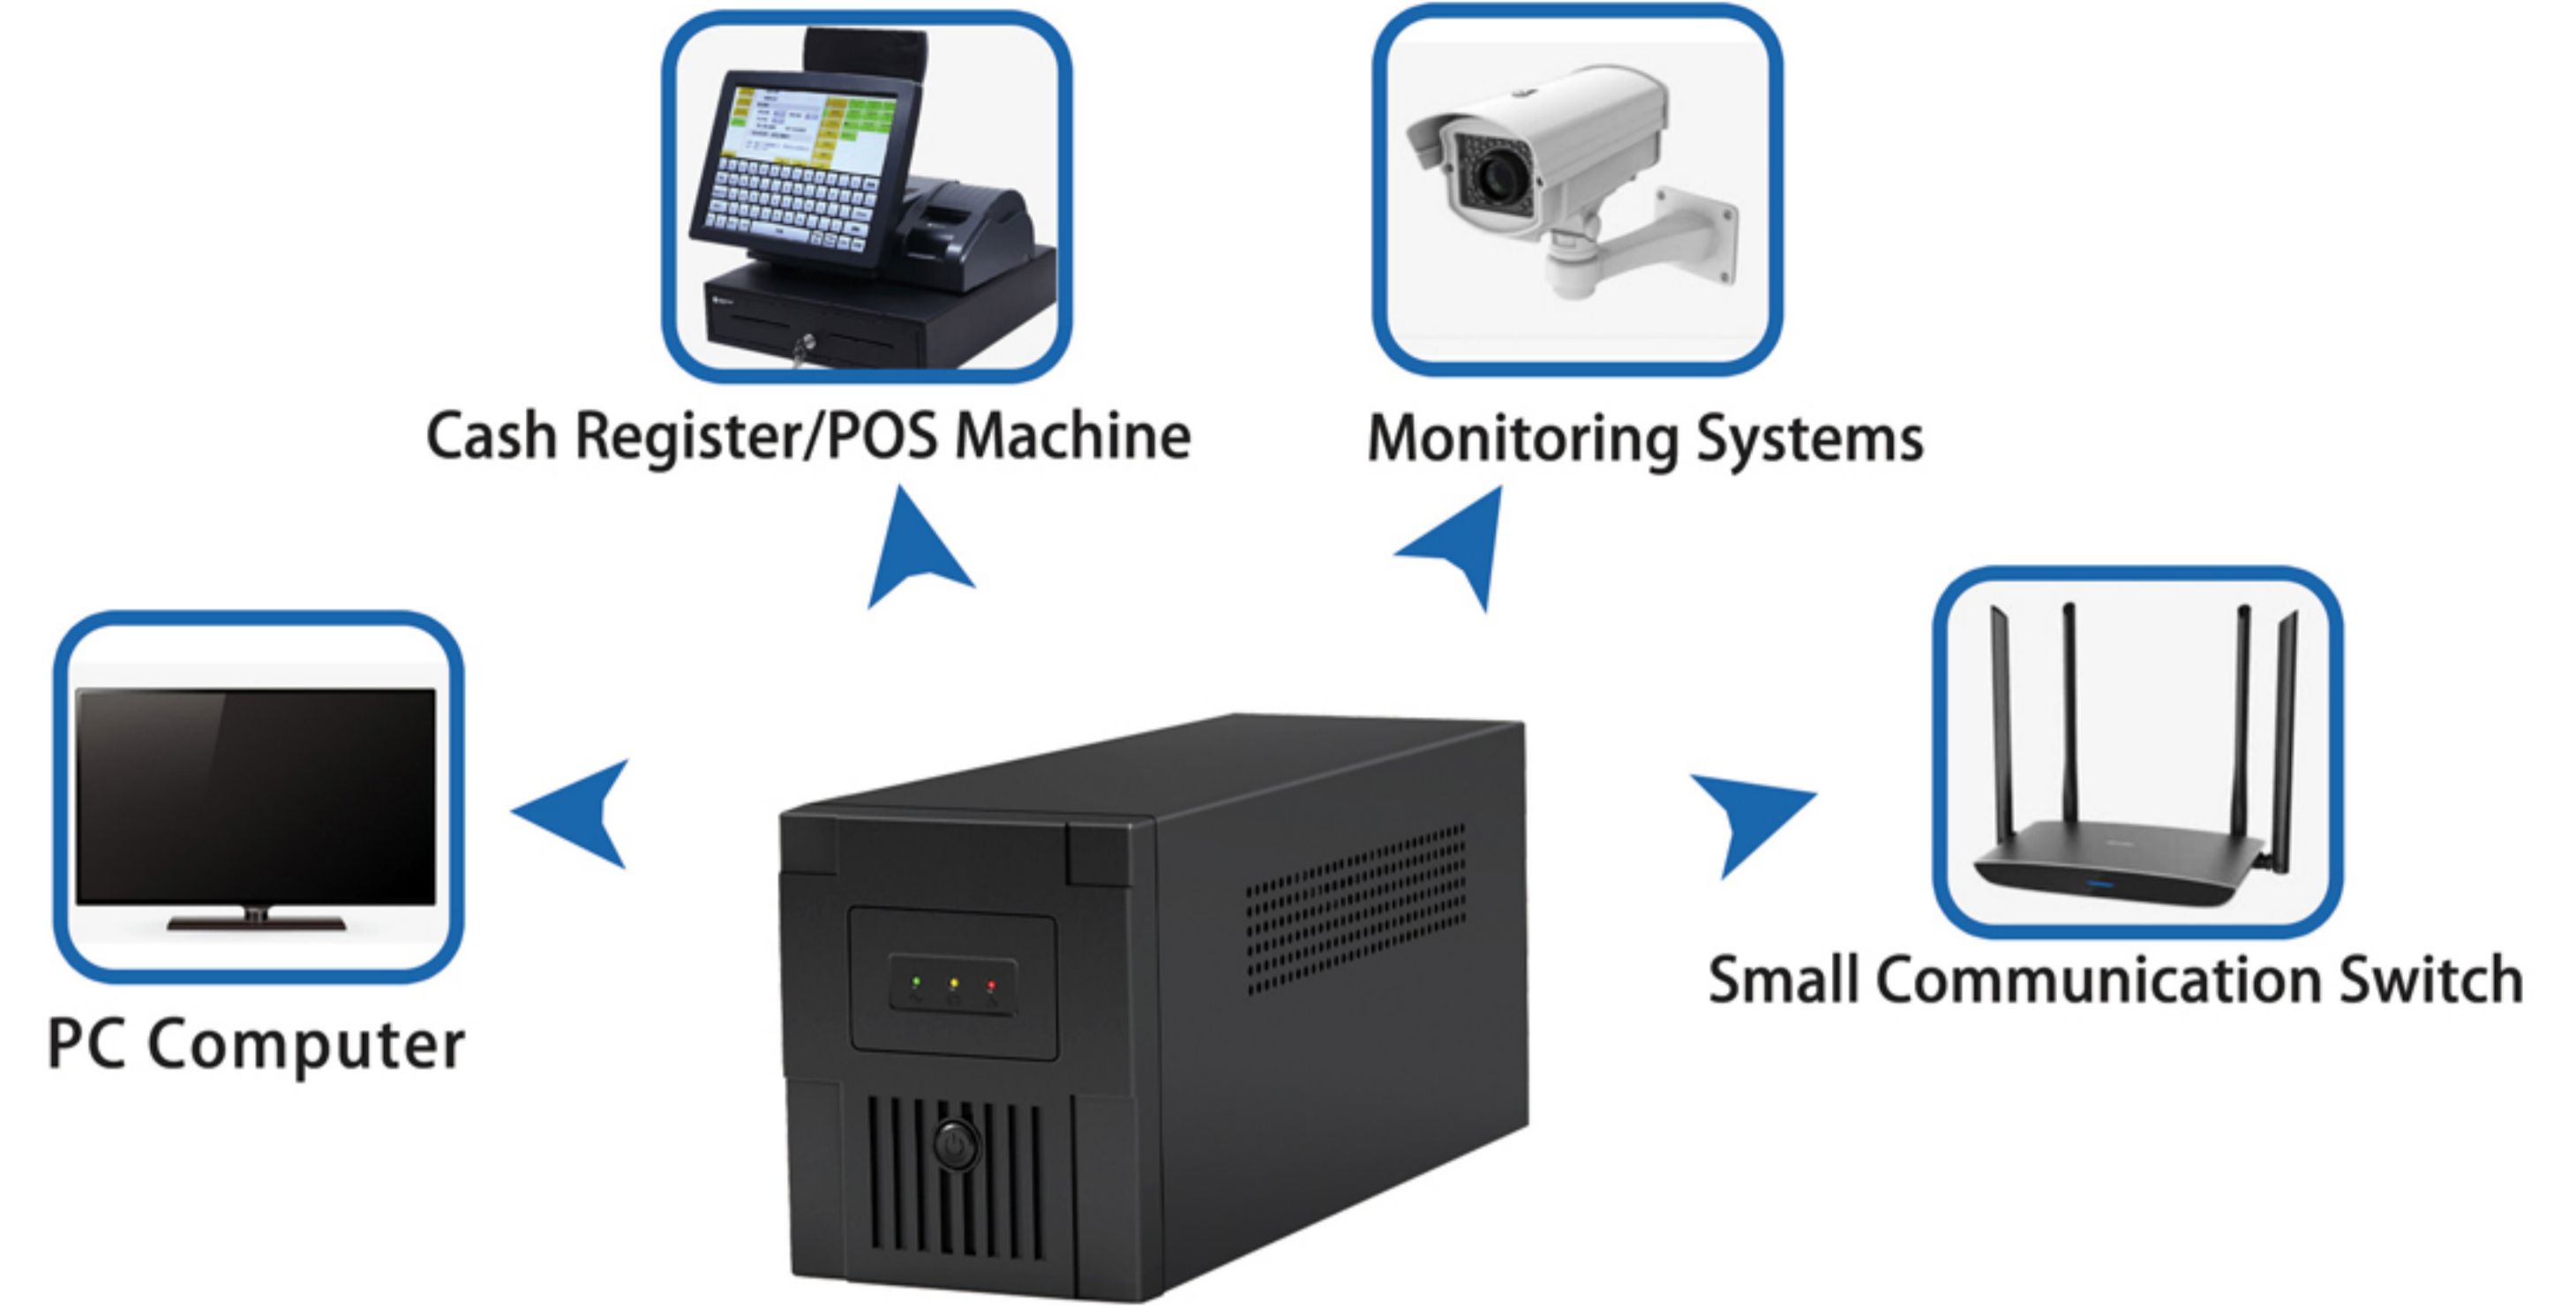 Cash Register/POS Machine
Monitoring Systems
PC Computer
Small Communication Switch